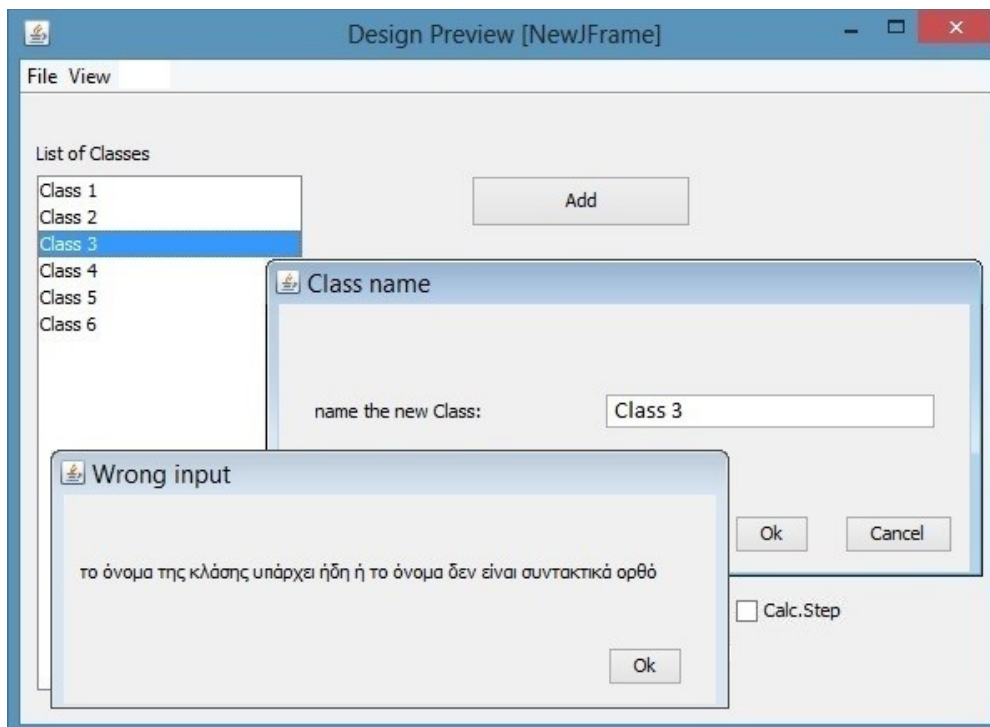 Design Preview [NewJFrame]
File View
List of Classes
Class 1
Class 2
Class 3
Class 4
Class 5
Class 6
Add
Class name
name the new Class:
Class 3
Ok
Cancel
Wrong input
το όνομα της κλάσης υπάρχει ήδη ή το όνομα δεν είναι συντακτικά ορθό
Ok
Calc.Step